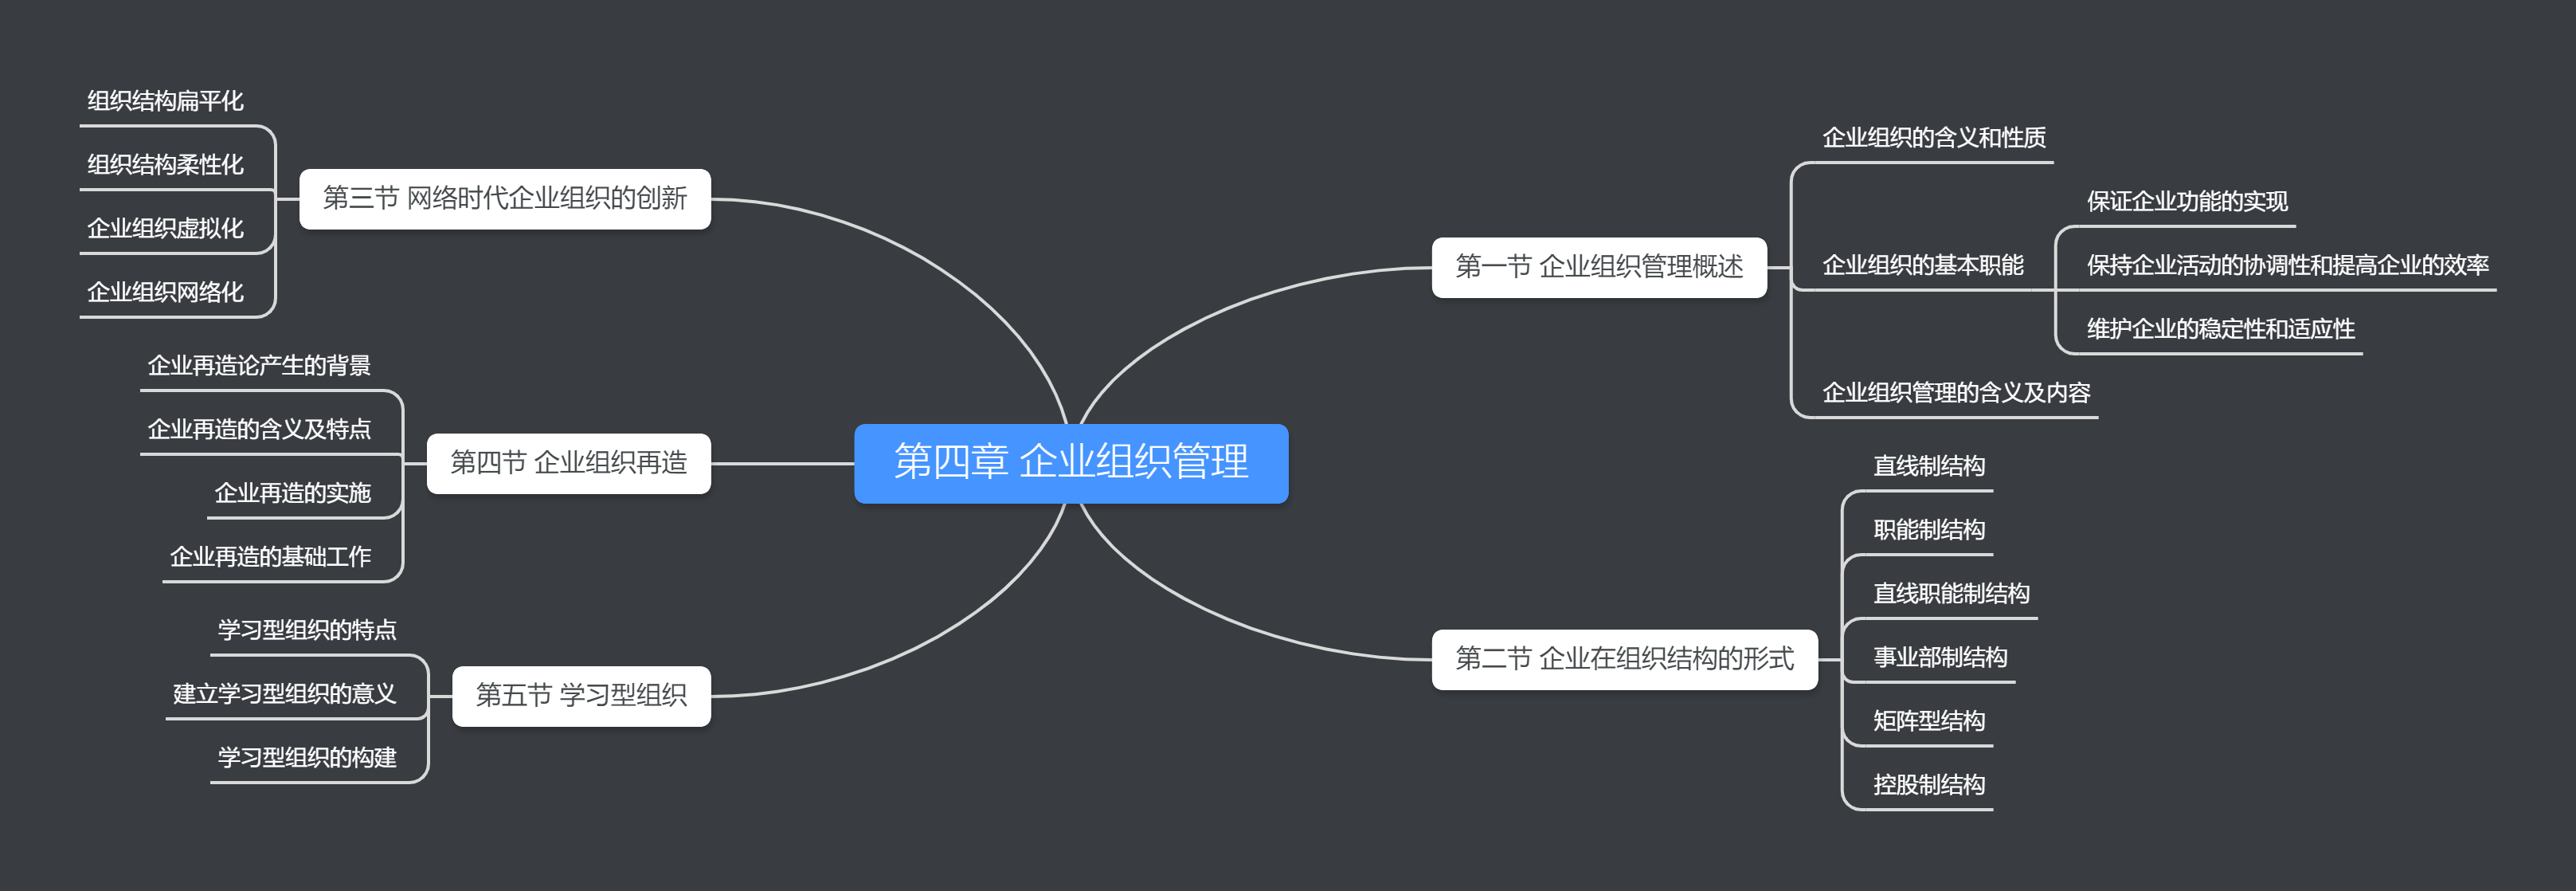 第四章 企业组织管理
第一节 企业组织管理概述
企业组织的含义和性质
企业组织的基本职能
保证企业功能的实现
保持企业活动的协调性和提高企业的效率
维护企业的稳定性和适应性
企业组织管理的含义及内容
第二节 企业在组织结构的形式
直线制结构
职能制结构
直线职能制结构
事业部制结构
矩阵型结构
控股制结构
第三节 网络时代企业组织的创新
组织结构扁平化
组织结构柔性化
企业组织虚拟化
企业组织网络化
第四节 企业组织再造
企业再造论产生的背景
企业再造的含义及特点
企业再造的实施
企业再造的基础工作
第五节 学习型组织
学习型组织的特点
建立学习型组织的意义
学习型组织的构建